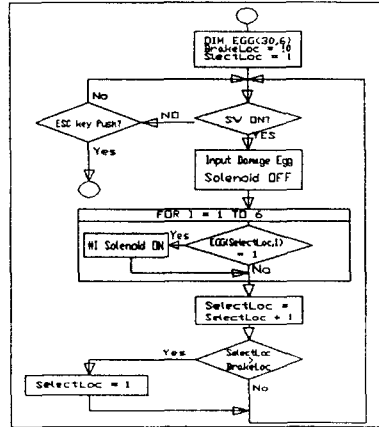 DIM EGG(30,6)
BrakeLoc = 10
SlectLoc = 1
No
ESC key Push?
NO
SW ON?
Yes
YES
Input Damage Egg
Solenoid OFF
FOR I = 1 TO 6
#I Solenoid ON
Yes
EGG(SelectLoc,I)
= 1
No
SelectLoc =
SelectLoc + 1
Yes
SelectLoc
>
BrakeLoc
SelectLoc = 1
No